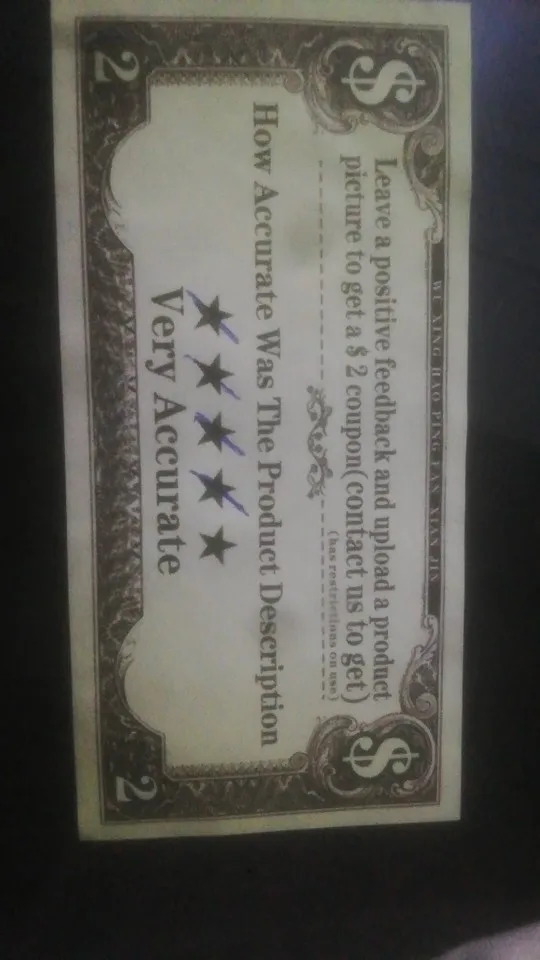 WU XING HAO PING FAN XIAN JIN
$ $
Leave a positive feedback and upload a product
picture to get a $ 2 coupon(contact us to get)
(has restrictions on use)
How Accurate Was The Product Description
★ ★ ★ ★ ★
Very Accurate
2 2